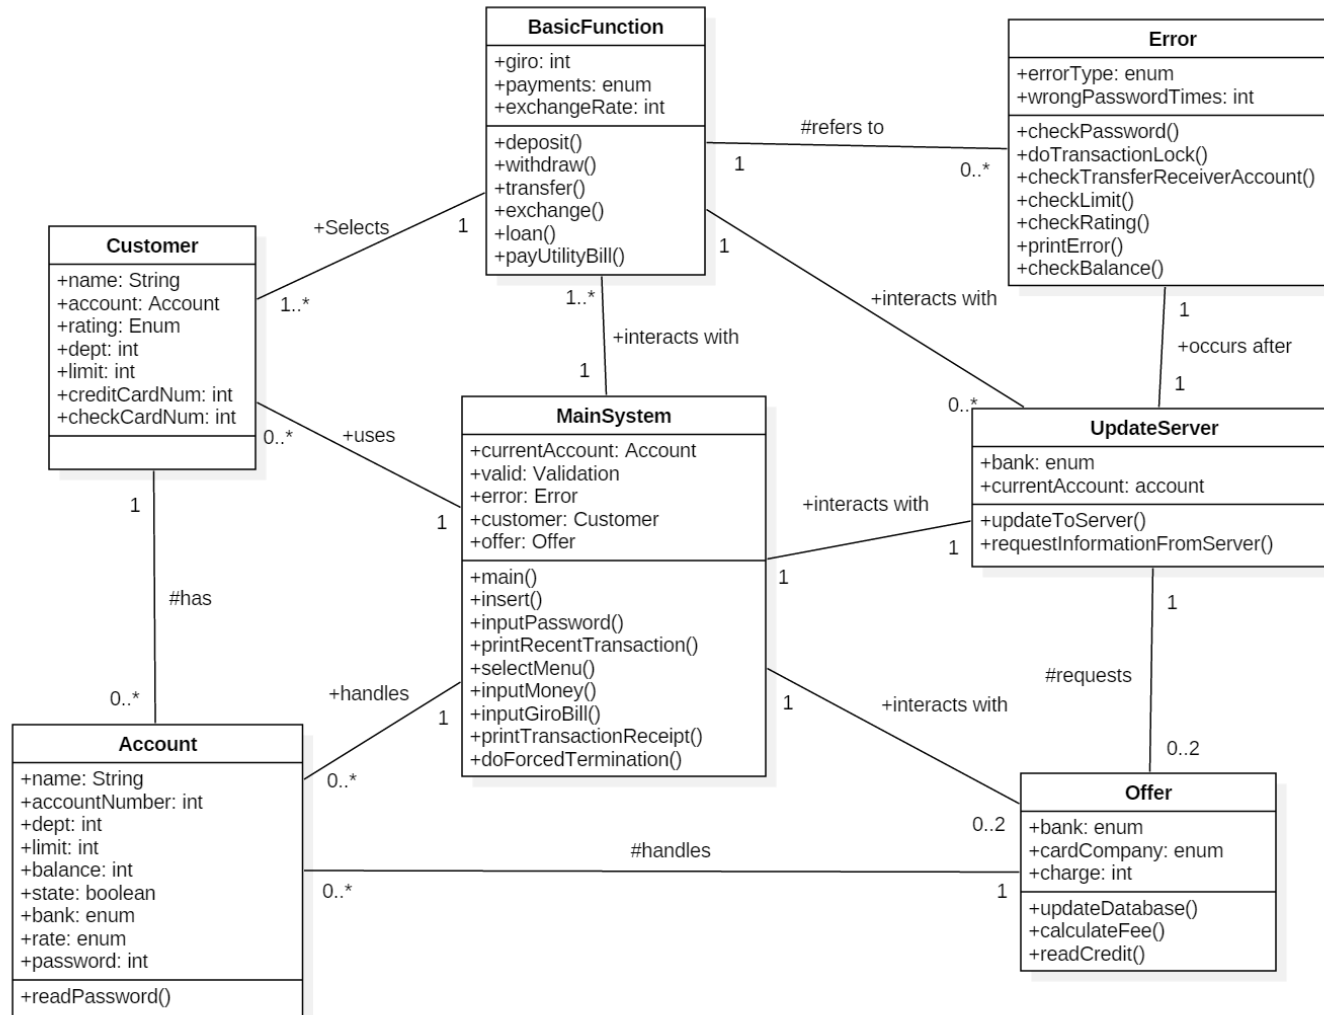 BasicFunction
+giro: int
+payments: enum
+exchangeRate: int
+deposit()
+withdraw()
+transfer()
+exchange()
+loan()
+payUtilityBill()
Error
+errorType: enum
+wrongPasswordTimes: int
+checkPassword()
+doTransactionLock()
+checkTransferReceiverAccount()
+checkLimit()
+checkRating()
+printError()
+checkBalance()
#refers to
1
0..*
+Selects
1
1..*
Customer
+name: String
+account: Account
+rating: Enum
+dept: int
+limit: int
+creditCardNum: int
+checkCardNum: int
1
+interacts with
0..*
1..*
+interacts with
1
1
+occurs after
1
0..*
+uses
1
MainSystem
+currentAccount: Account
+valid: Validation
+error: Error
+customer: Customer
+offer: Offer
+main()
+insert()
+inputPassword()
+printRecentTransaction()
+selectMenu()
+inputMoney()
+inputGiroBill()
+printTransactionReceipt()
+doForcedTermination()
UpdateServer
+bank: enum
+currentAccount: account
+updateToServer()
+requestInformationFromServer()
+interacts with
1
1
1
#has
0..*
+handles
1
0..*
1
+interacts with
0..2
1
#requests
0..2
Account
+name: String
+accountNumber: int
+dept: int
+limit: int
+balance: int
+state: boolean
+bank: enum
+rate: enum
+password: int
+readPassword()
#handles
0..*
1
Offer
+bank: enum
+cardCompany: enum
+charge: int
+updateDatabase()
+calculateFee()
+readCredit()